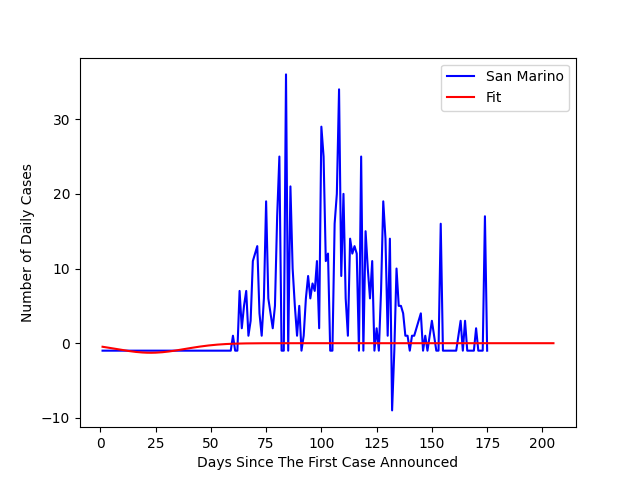 San Marino
Fit
30
20
10
0
−10
Number of Daily Cases
0 25 50 75 100 125 150 175 200
Days Since The First Case Announced